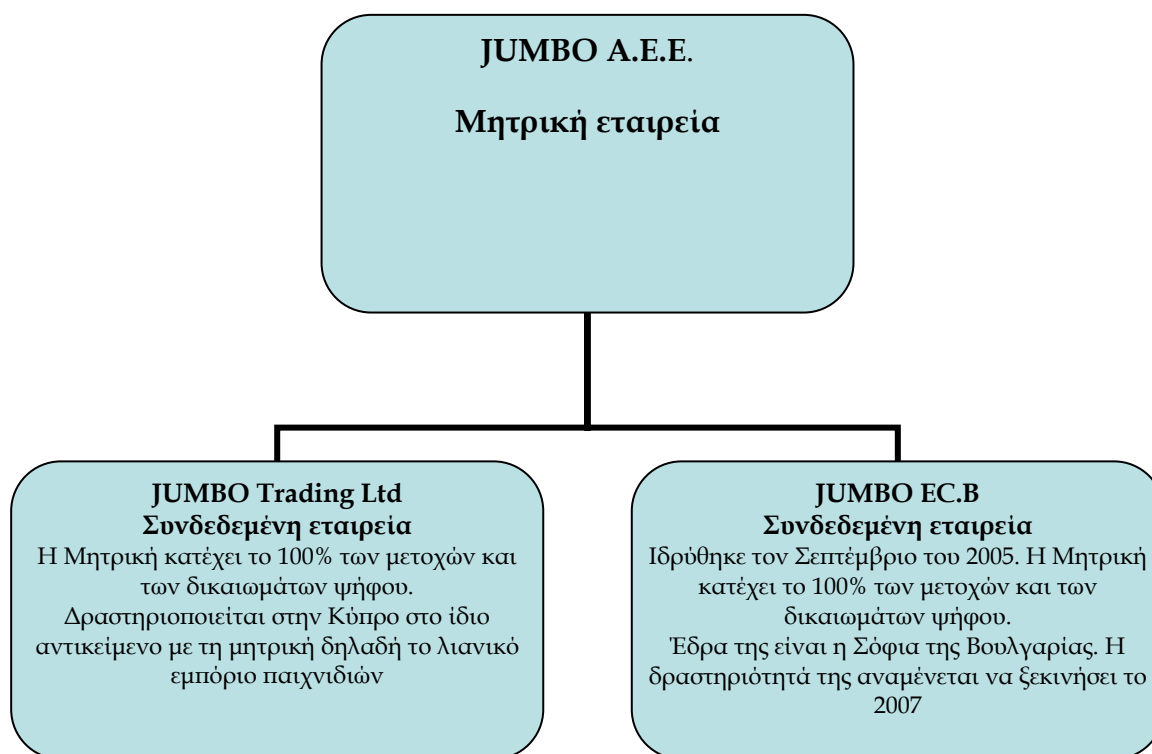 JUMBO A.E.E.
Μητρική εταιρεία
JUMBO Trading Ltd
Συνδεδεμένη εταιρεία
Η Μητρική κατέχει το 100% των μετοχών και
των δικαιωμάτων ψήφου.
Δραστηριοποιείται στην Κύπρο στο ίδιο
αντικείμενο με τη μητρική δηλαδή το λιανικό
εμπόριο παιχνιδιών
JUMBO EC.B
Συνδεδεμένη εταιρεία
Ιδρύθηκε τον Σεπτέμβριο του 2005. Η Μητρική
κατέχει το 100% των μετοχών και των
δικαιωμάτων ψήφου.
Έδρα της είναι η Σόφια της Βουλγαρίας. Η
δραστηριότητά της αναμένεται να ξεκινήσει το
2007